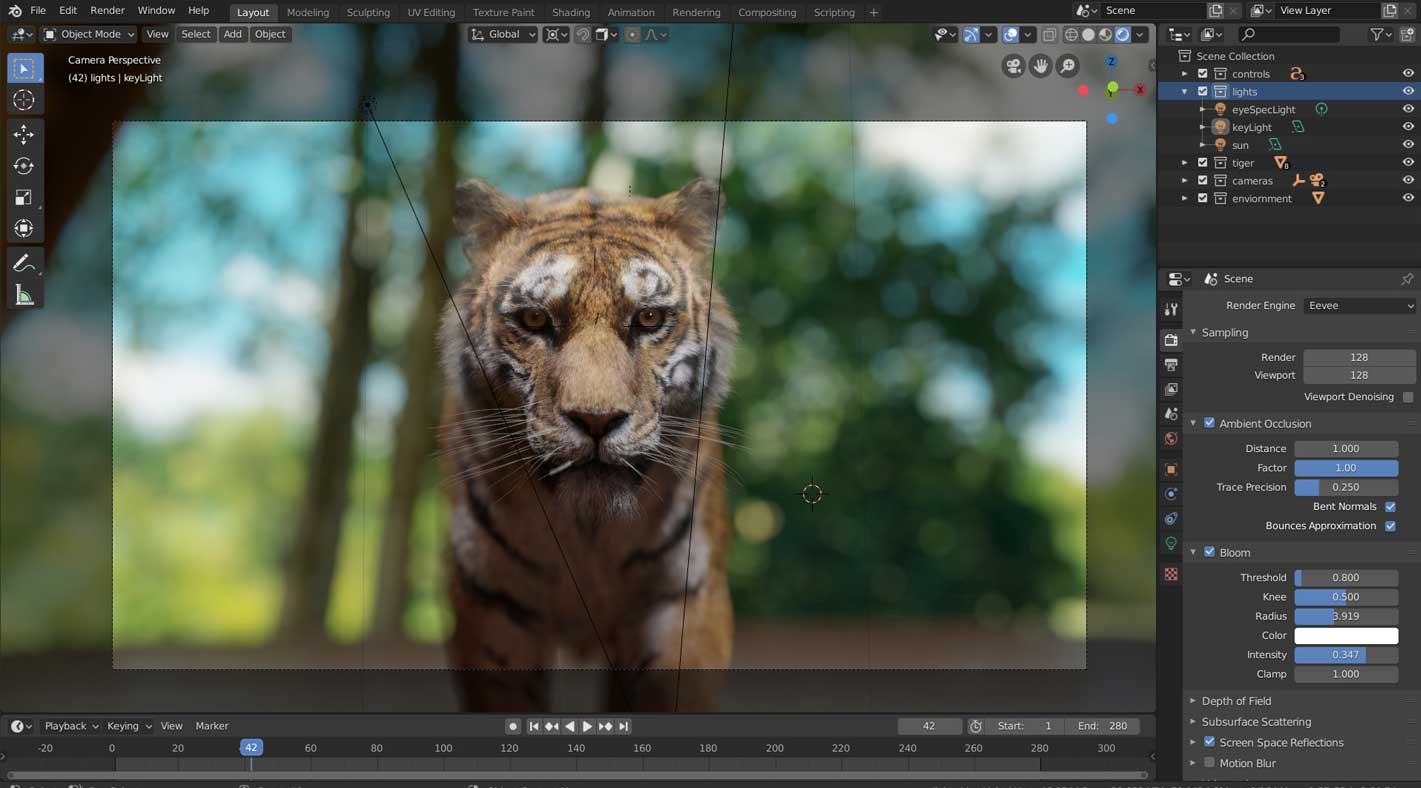 File Edit Render Window Help Layout Modeling Sculpting UV Editing Texture Paint Shading Animation Rendering Compositing Scripting + Scene View Layer
Object Mode View Select Add Object Global
Camera Perspective
(42) lights | keyLight
Z
X
Y
Scene Collection
controls 3
lights
eyeSpecLight
keyLight
sun
tiger 8
cameras 2
enviornment
Scene
Render Engine Eevee
Sampling
Render 128
Viewport 128
Viewport Denoising
Ambient Occlusion
Distance 1.000
Factor 1.00
Trace Precision 0.250
Bent Normals
Bounces Approximation
Bloom
Threshold 0.800
Knee 0.500
Radius 3.919
Color
Intensity 0.347
Clamp 1.000
Depth of Field
Subsurface Scattering
Screen Space Reflections
Motion Blur
Playback Keying View Marker 42 Start: 1 End: 280
-20 0 20 42 60 80 100 120 140 160 180 200 220 240 260 280 300